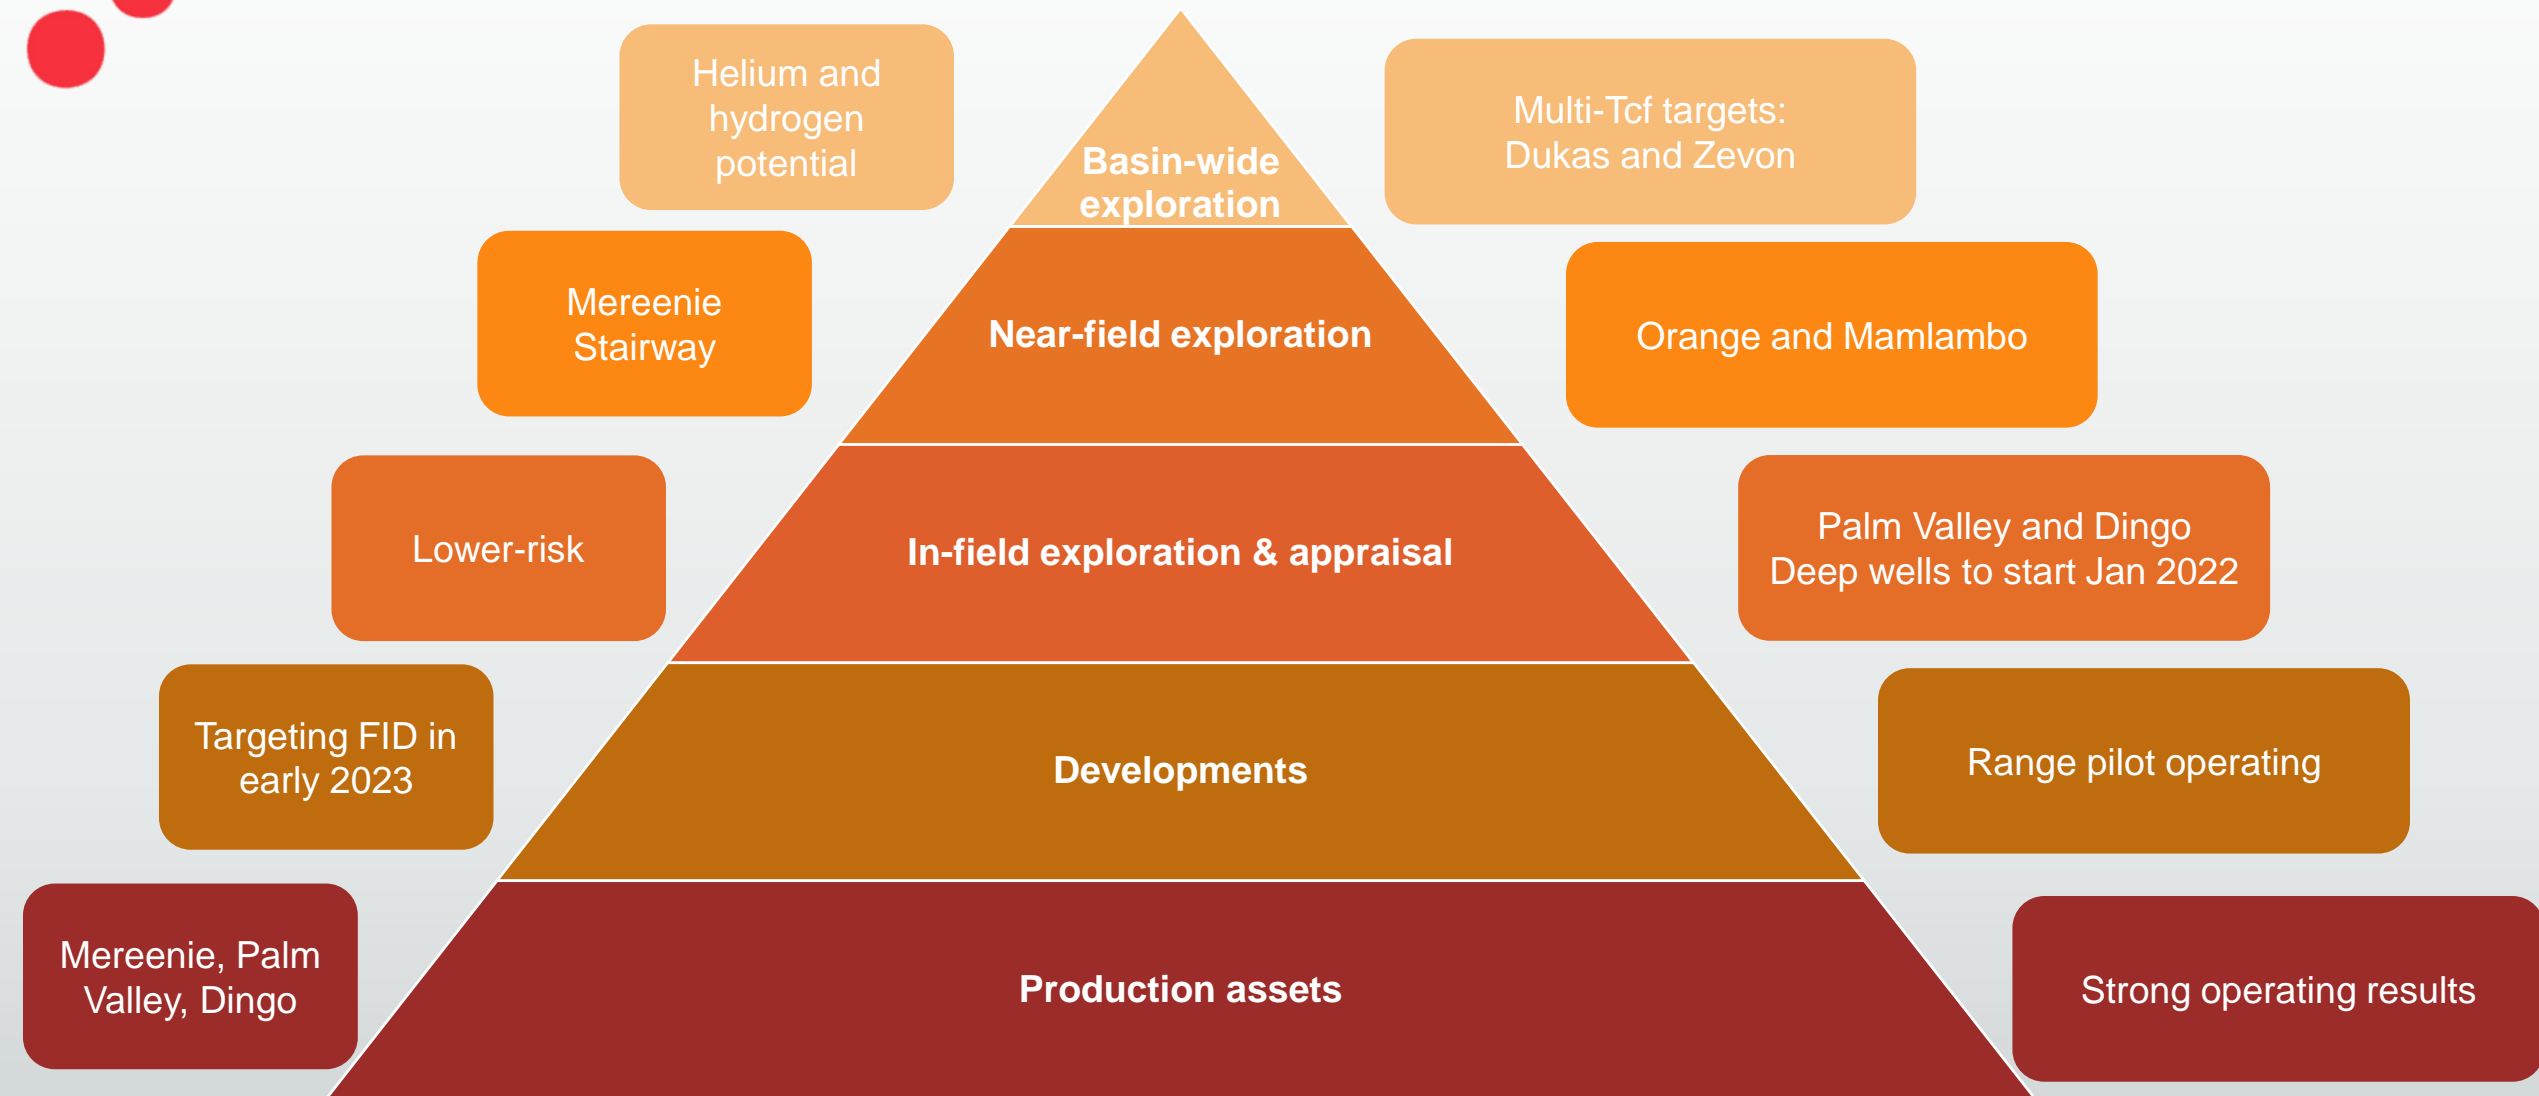 Helium and
hydrogen
potential
Basin-wide
exploration
Multi-Tcf targets:
Dukas and Zevon
Mereenie
Stairway
Near-field exploration
Orange and Mamlambo
Lower-risk
In-field exploration & appraisal
Palm Valley and Dingo
Deep wells to start Jan 2022
Targeting FID in
early 2023
Developments
Range pilot operating
Mereenie, Palm
Valley, Dingo
Production assets
Strong operating results